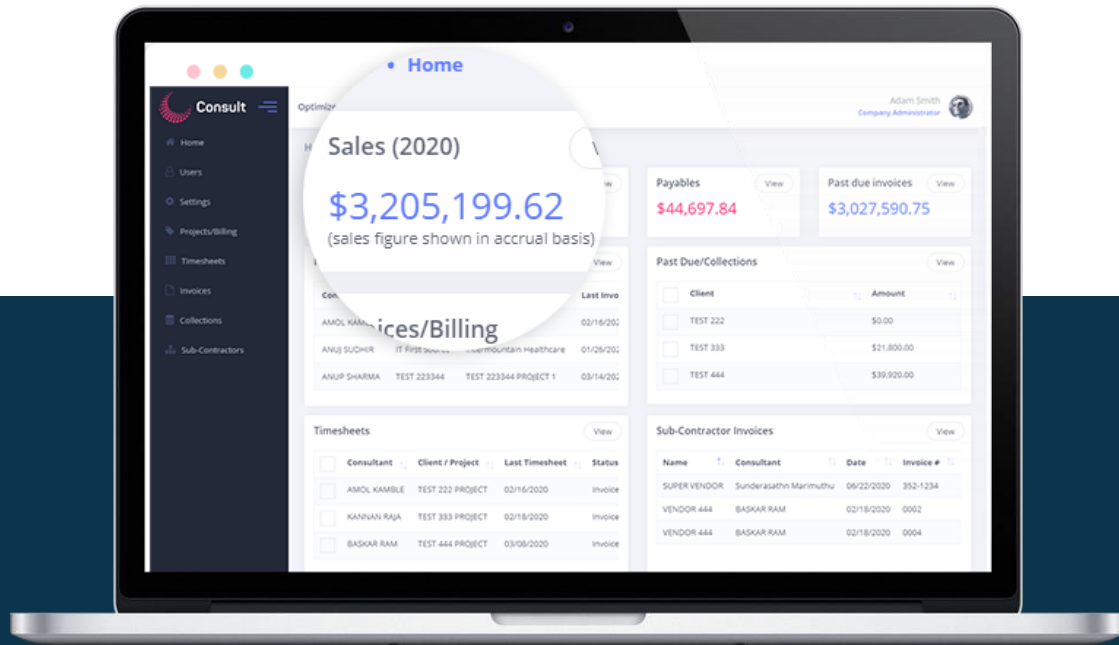 Home
Consult
Optimize
Adam Smith
Company Administrator
Home
Users
Settings
Projects/Billing
Timesheets
Invoices
Collections
Sub-Contractors
Sales (2020)
$3,205,199.62
(sales figure shown in accrual basis)
Payables View
$44,697.84
Past due invoices View
$3,027,590.75
View
ices/Billing
Last Invo
AMOL 02/16/202
ANUJ SUDHIR IT First Source Intermountain Healthcare 01/26/202
ANUP SHARMA TEST 223344 TEST 223344 PROJECT 1 03/14/202
Past Due/Collections View
Client Amount
TEST 222 $0.00
TEST 333 $21,800.00
TEST 444 $39,920.00
Timesheets View
Consultant Client / Project Last Timesheet Status
AMOL KAMBLE TEST 222 PROJECT 02/16/2020 Invoice
KANNAN RAJA TEST 333 PROJECT 02/18/2020 Invoice
BASKAR RAM TEST 444 PROJECT 03/08/2020 Invoice
Sub-Contractor Invoices View
Name Consultant Date Invoice #
SUPER VENDOR Sunderasathn Marimuthu 06/22/2020 352-1234
VENDOR 444 BASKAR RAM 02/18/2020 0002
VENDOR 444 BASKAR RAM 02/18/2020 0004